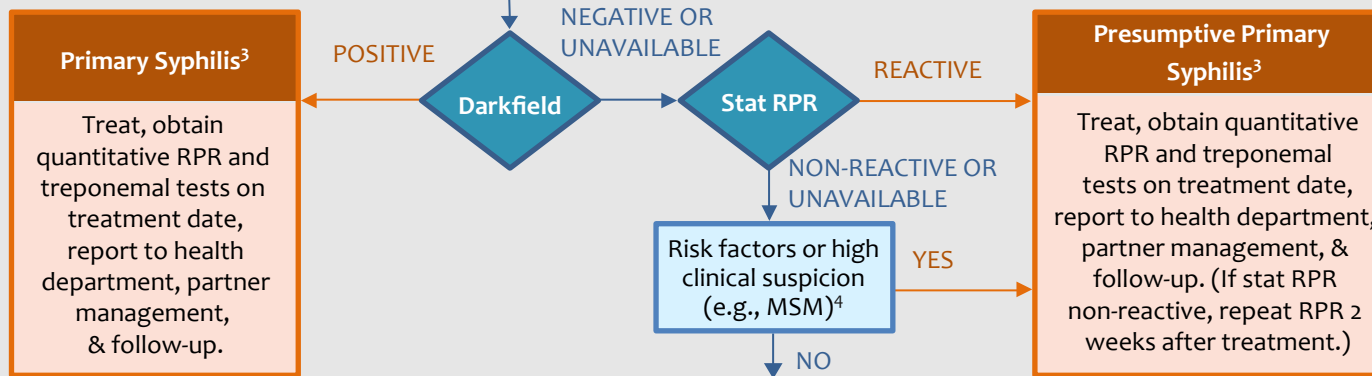 Primary Syphilis³
Treat, obtain
quantitative RPR and
treponemal tests on
treatment date,
report to health
department, partner
management,
& follow-up.
POSITIVE
Darkfield
NEGATIVE OR
UNAVAILABLE
Stat RPR
REACTIVE
NON-REACTIVE OR
UNAVAILABLE
Risk factors or high
clinical suspicion
(e.g., MSM)⁴
YES
NO
Presumptive Primary
Syphilis³
Treat, obtain quantitative
RPR and treponemal
tests on treatment date,
report to health department,
partner management, &
follow-up. (If stat RPR
non-reactive, repeat RPR 2
weeks after treatment.)